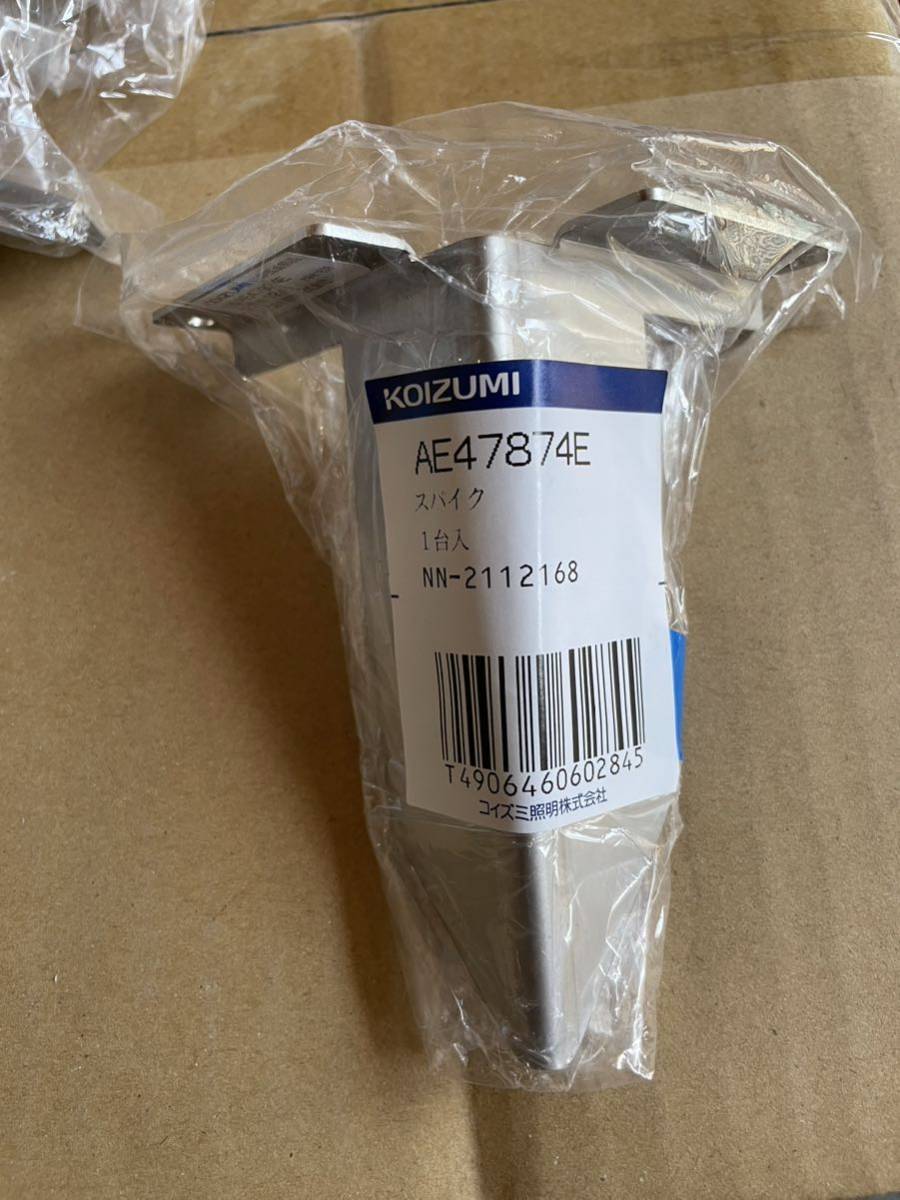 KOIZUMI
AE47874E
スパイク
1台入
NN-2112168
T4906460602845
コイズミ照明株式会社